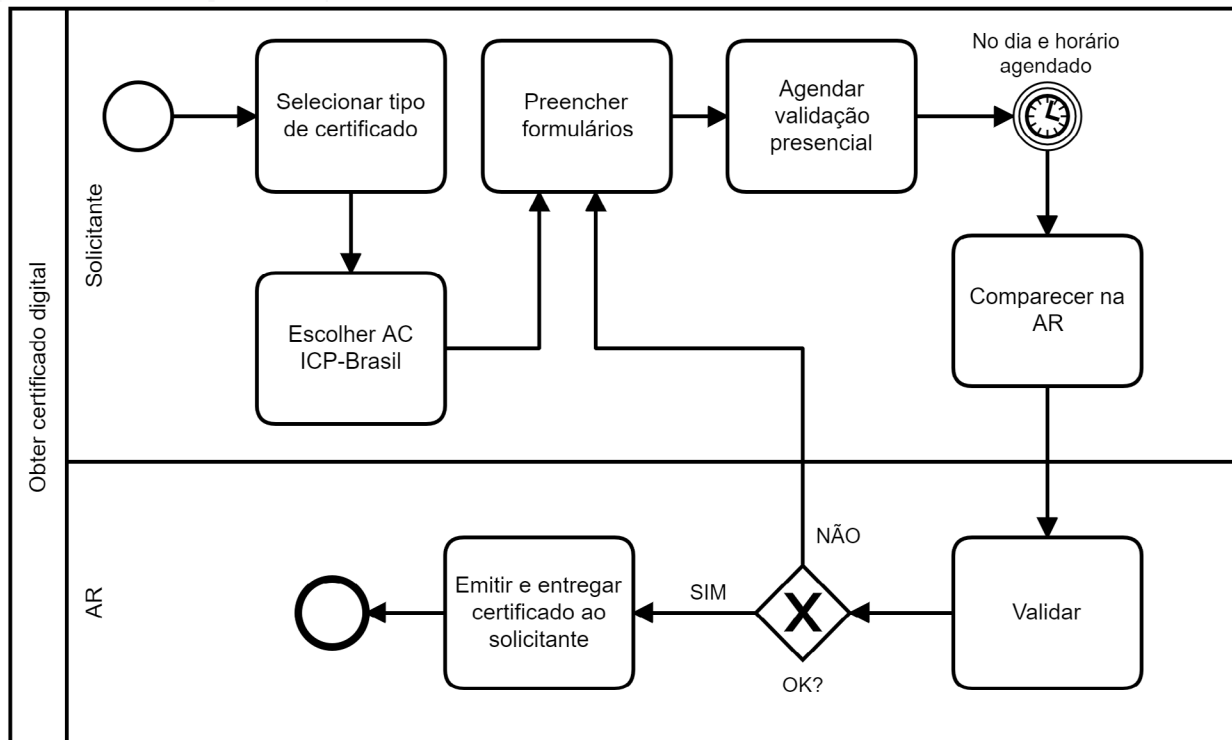 Obter certificado digital
Solicitante
Selecionar tipo
de certificado
Escolher AC
ICP-Brasil
Preencher
formulários
Agendar
validação
presencial
No dia e horário
agendado
Comparecer na
AR
AR
Validar
OK?
NÃO
SIM
X
Emitir e entregar
certificado ao
solicitante